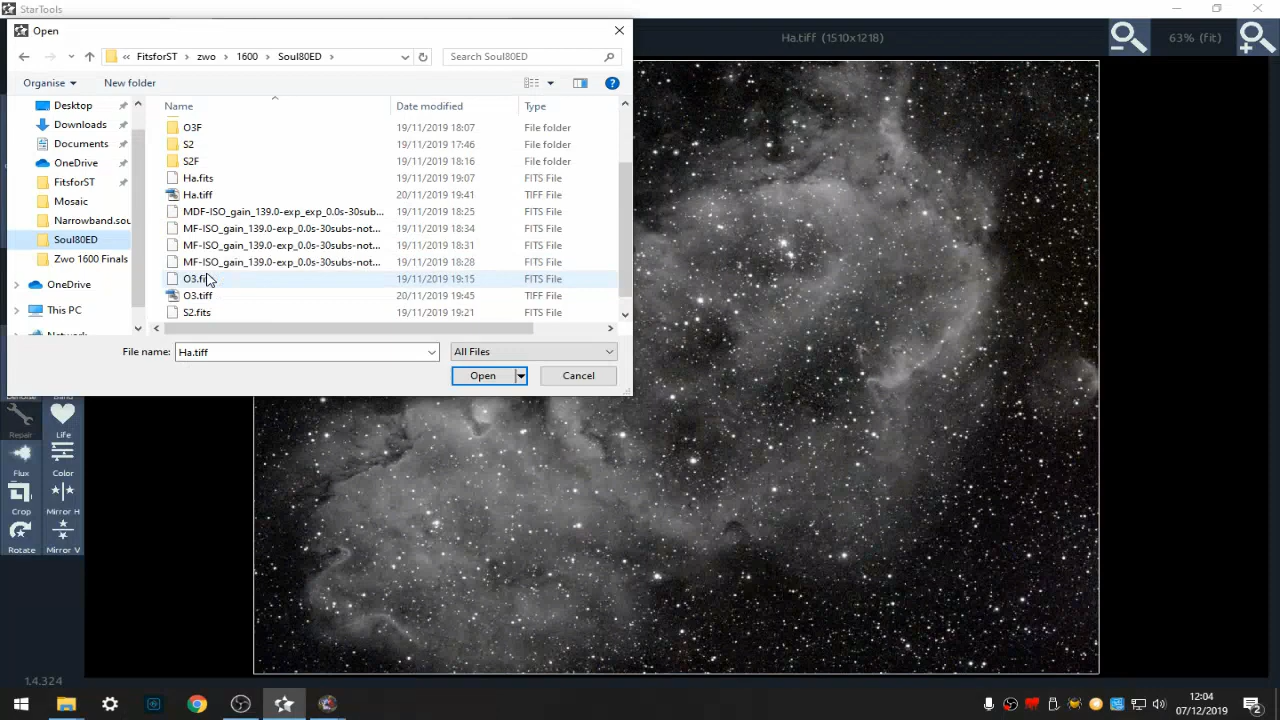 StarTools
Open
Ha.tiff (1510x1218)
63% (fit)
« FitsforST > zwo > 1600 > Soul80ED >
Search Soul80ED
Organise
New folder
Name
Date modified
Type
Desktop
Downloads
Documents
OneDrive
FitsforST
Mosaic
Narrowband.sou
Soul80ED
Zwo 1600 Finals
OneDrive
This PC
O3F 19/11/2019 18:07 File folder
S2 19/11/2019 17:46 File folder
S2F 19/11/2019 18:16 File folder
Ha.fits 19/11/2019 19:07 FITS File
Ha.tiff 20/11/2019 19:41 TIFF File
MDF-ISO_gain_139.0-exp_exp_0.0s-30sub... 19/11/2019 18:25 FITS File
MF-ISO_gain_139.0-exp_0.0s-30subs-not... 19/11/2019 18:34 FITS File
MF-ISO_gain_139.0-exp_0.0s-30subs-not... 19/11/2019 18:31 FITS File
MF-ISO_gain_139.0-exp_0.0s-30subs-not... 19/11/2019 18:28 FITS File
O3.fits 19/11/2019 19:15 FITS File
O3.tiff 20/11/2019 19:45 TIFF File
S2.fits 19/11/2019 19:21 FITS File
File name:
Ha.tiff
All Files
Open
Cancel
Repair
Life
Flux
Color
Crop
Mirror H
Rotate
Mirror V
1.4.324
12:04
07/12/2019
2